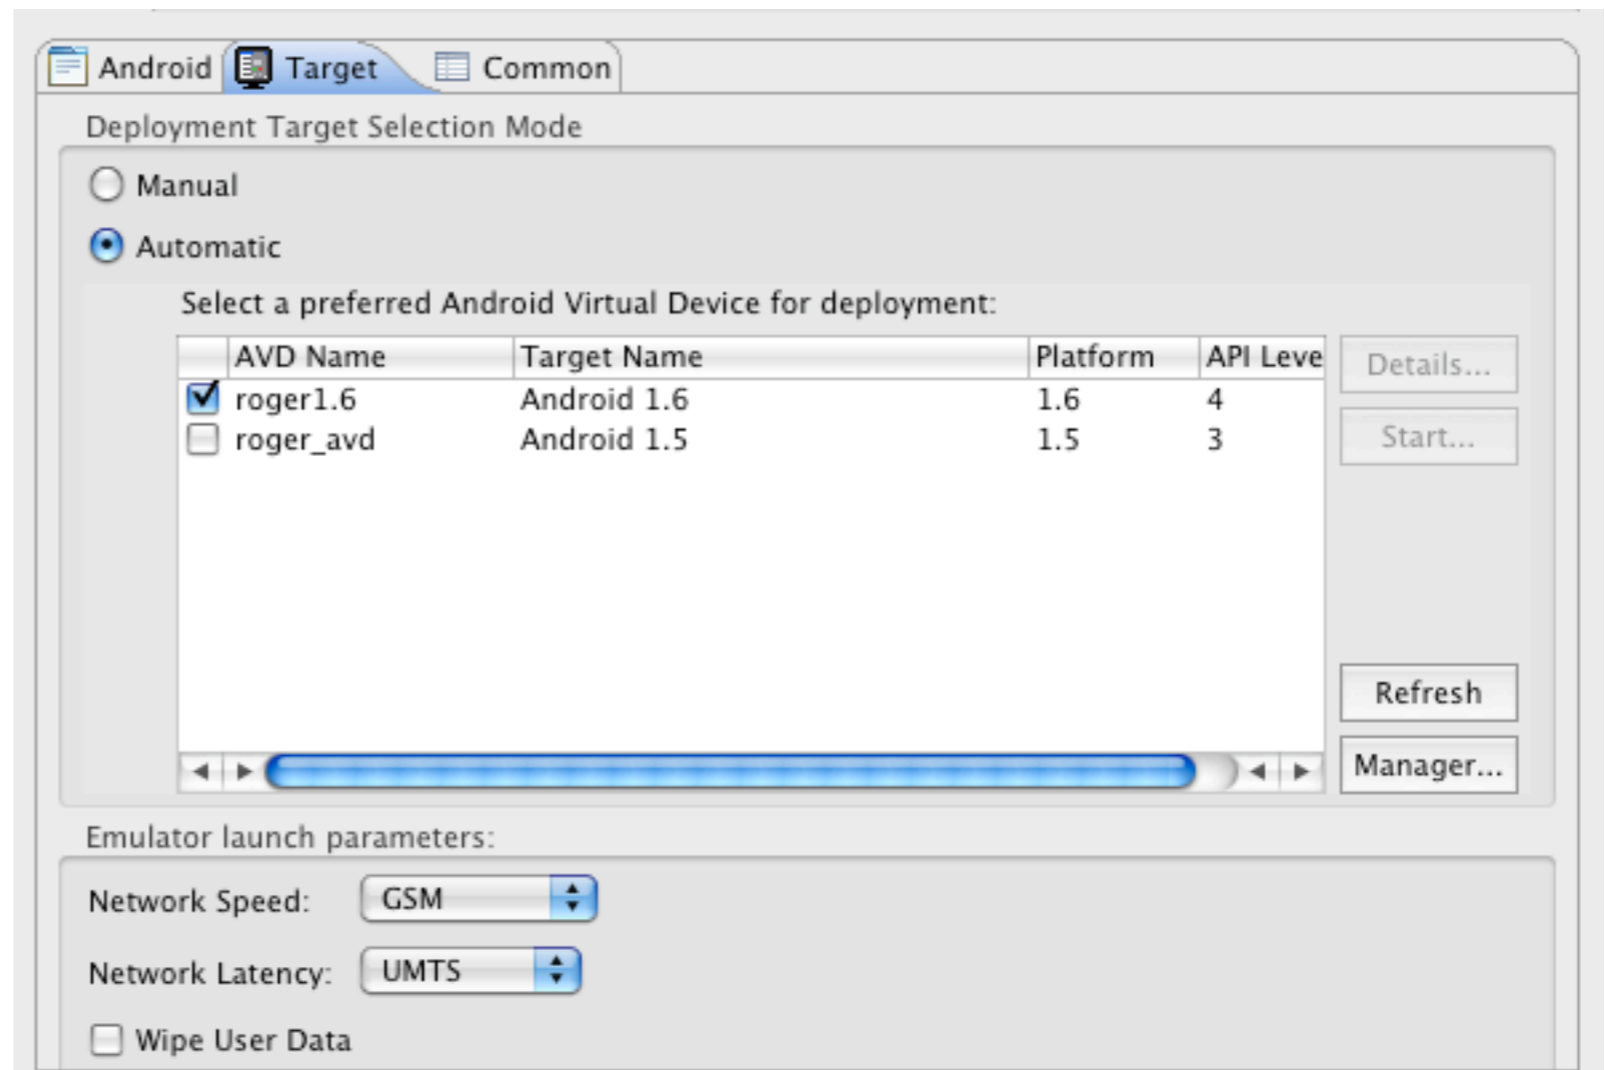 Android Target Common
Deployment Target Selection Mode
Manual
Automatic
Select a preferred Android Virtual Device for deployment:
AVD Name Target Name Platform API Leve
Details...
roger1.6 Android 1.6 1.6 4
roger_avd Android 1.5 1.5 3
Start...
Refresh
Manager...
Emulator launch parameters:
Network Speed: GSM
Network Latency: UMTS
Wipe User Data